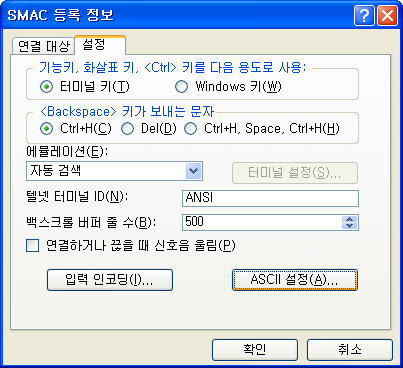 SMAC 등록 정보
연결 대상 설정
기능키, 화살표 키, <Ctrl> 키를 다음 용도로 사용:
터미널 키(T) Windows 키(W)
<Backspace> 키가 보내는 문자
Ctrl+H(C) Del(D) Ctrl+H, Space, Ctrl+H(H)
에뮬레이션(E):
자동 검색 터미널 설정(S)...
텔넷 터미널 ID(N): ANSI
백스크롤 버퍼 줄 수(B): 500
연결하거나 끊을 때 신호음 울림(P)
입력 인코딩(I)... ASCII 설정(A)...
확인 취소